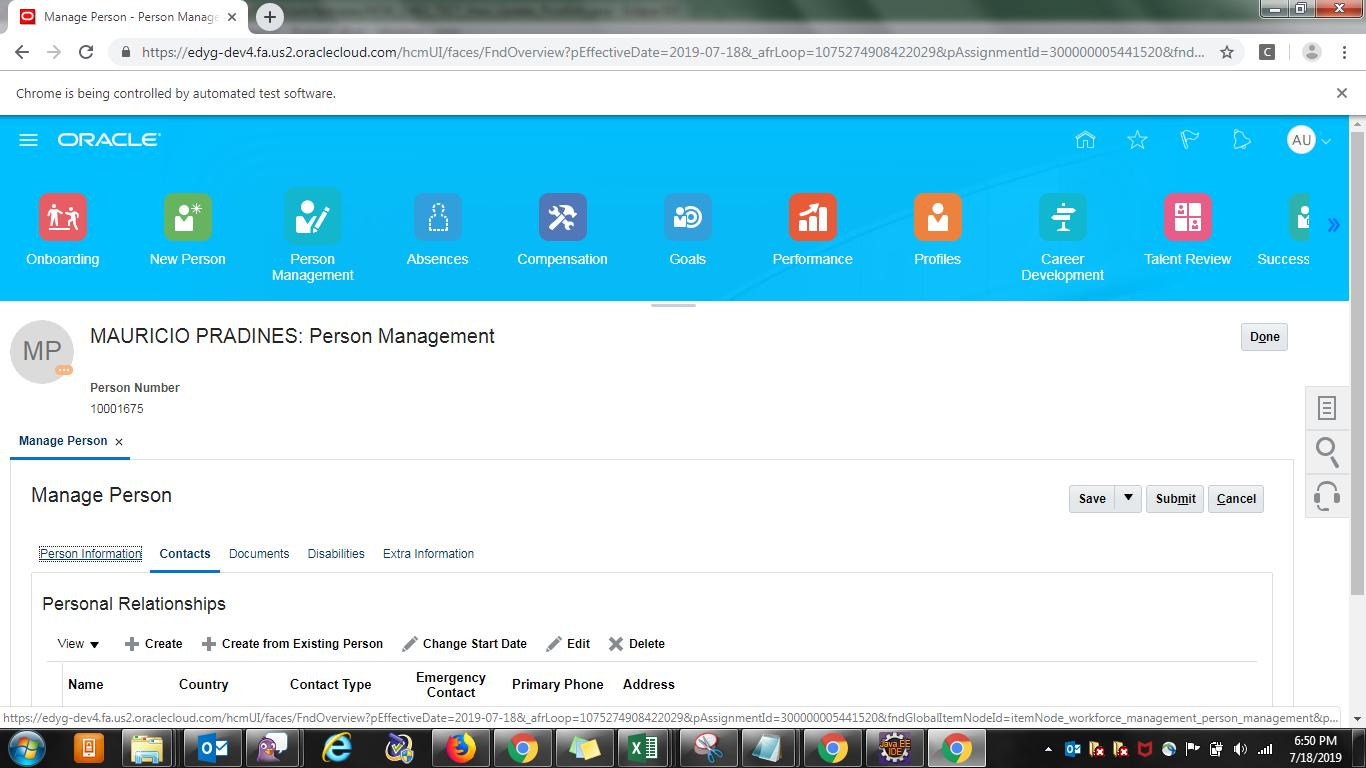 Manage Person - Person Manage
https://edyg-dev4.fa.us2.oraclecloud.com/hcmUI/faces/FndOverview?pEffectiveDate=2019-07-18&_afrLoop=1075274908422029&pAssignmentId=300000005441520&fnd...
C
Chrome is being controlled by automated test software.
ORACLE
AU
Onboarding
New Person
Person Management
Absences
Compensation
Goals
Performance
Profiles
Career Development
Talent Review
Success
MP
MAURICIO PRADINES: Person Management
Done
Person Number
10001675
Manage Person
Manage Person
Save
Submit
Cancel
Person Information
Contacts
Documents
Disabilities
Extra Information
Personal Relationships
View
Create
Create from Existing Person
Change Start Date
Edit
Delete
Name
Country
Contact Type
Emergency Contact
Primary Phone
Address
https://edyg-dev4.fa.us2.oraclecloud.com/hcmUI/faces/FndOverview?pEffectiveDate=2019-07-18&_afrLoop=1075274908422029&pAssignmentId=300000005441520&fndGlobalItemNodeId=itemNode_workforce_management_person_management&p...
Java EE
IDE
6:50 PM
7/18/2019